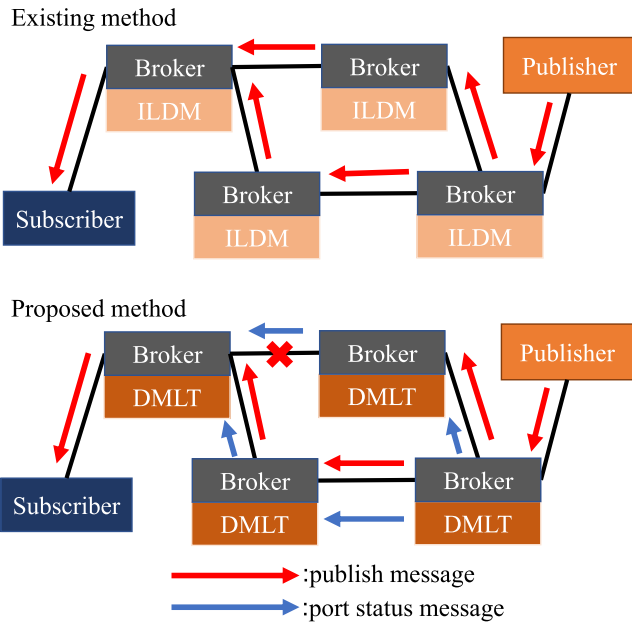 Existing method
Broker
ILDM
Broker
ILDM
Publisher
Subscriber
Broker
ILDM
Broker
ILDM
Proposed method
Broker
DMLT
Broker
DMLT
Publisher
Subscriber
Broker
DMLT
Broker
DMLT
:publish message
:port status message